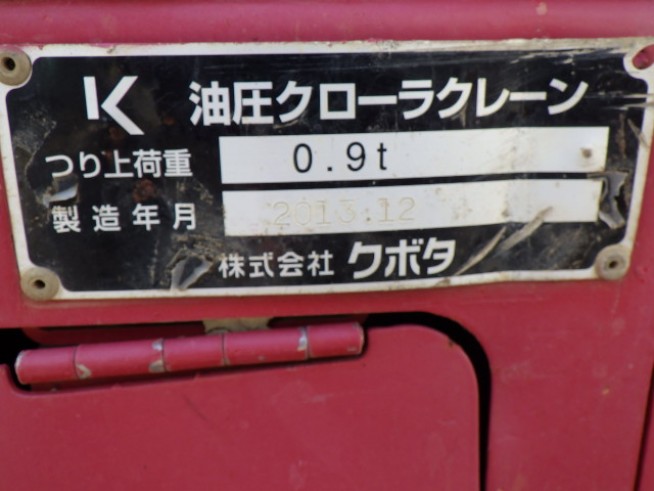 K 油圧クローラクレーン
つり上荷重 0.9t
製造年月 2013.12
株式会社 クボタ